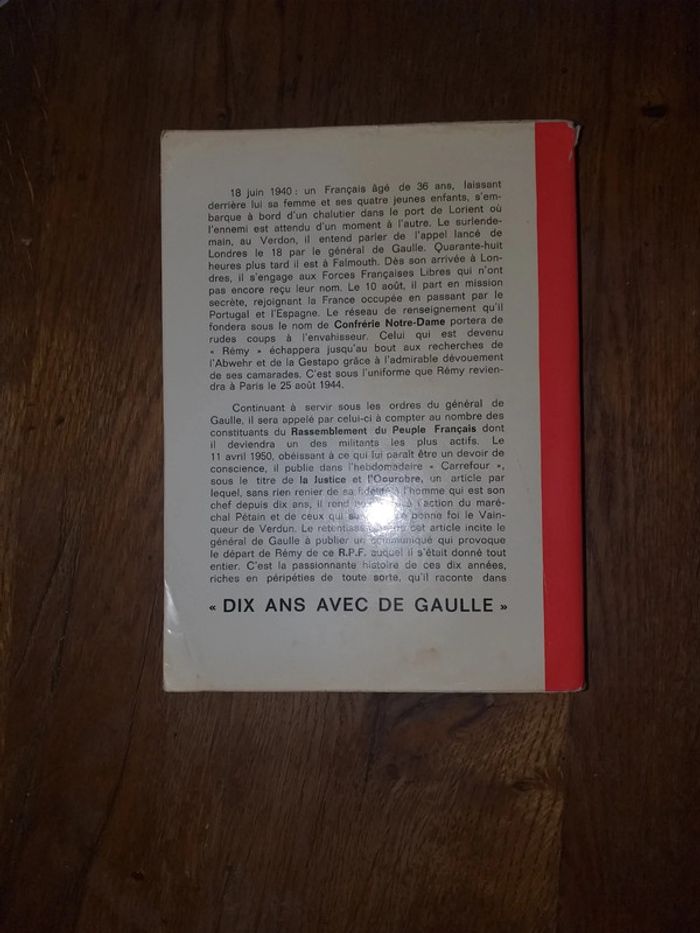 18 juin 1940 : un Français âgé de 36 ans, laissant
derrière lui sa femme et ses quatre jeunes enfants, s'em-
barque à bord d'un chalutier dans le port de Lorient où
l'ennemi est attendu d'un moment à l'autre. Le surlende-
main, au Verdon, il entend parler de l'appel lancé de
Londres le 18 par le général de Gaulle. Quarante-huit
heures plus tard il est à Falmouth. Dès son arrivée à Lon-
dres, il s'engage aux Forces Françaises Libres qui n'ont
pas encore reçu leur nom. Le 10 août, il part en mission
secrète, rejoignant la France occupée en passant par le
Portugal et l'Espagne. Le réseau de renseignement qu'il
fondera sous le nom de Confrérie Notre-Dame portera de
rudes coups à l'envahisseur. Celui qui est devenu
« Rémy » échappera jusqu'au bout aux recherches de
l'Abwehr et de la Gestapo grâce à l'admirable dévouement
de ses camarades. C'est sous l'uniforme que Rémy revien-
dra à Paris le 25 août 1944.
Continuant à servir sous les ordres du général de
Gaulle, il sera appelé par celui-ci à compter au nombre des
constituants du Rassemblement du Peuple Français dont
il deviendra un des militants les plus actifs. Le
11 avril 1950, obéissant à ce qui lui paraît être un devoir de
conscience, il publie dans l'hebdomadaire « Carrefour »,
sous le titre de la Justice et l'Opprobre, un article par
lequel, sans rien renier de sa fidélité à l'homme qui est son
chef depuis dix ans, il rend à l'action du maré-
chal Pétain et de ceux qui bonne foi le Vain-
queur de Verdun. Le retentissement cet article incite le
général de Gaulle à publier un communiqué qui provoque
le départ de Rémy de ce R.P.F. auquel il s'était donné tout
entier. C'est la passionnante histoire de ces dix années,
riches en péripéties de toute sorte, qu'il raconte dans
« DIX ANS AVEC DE GAULLE »